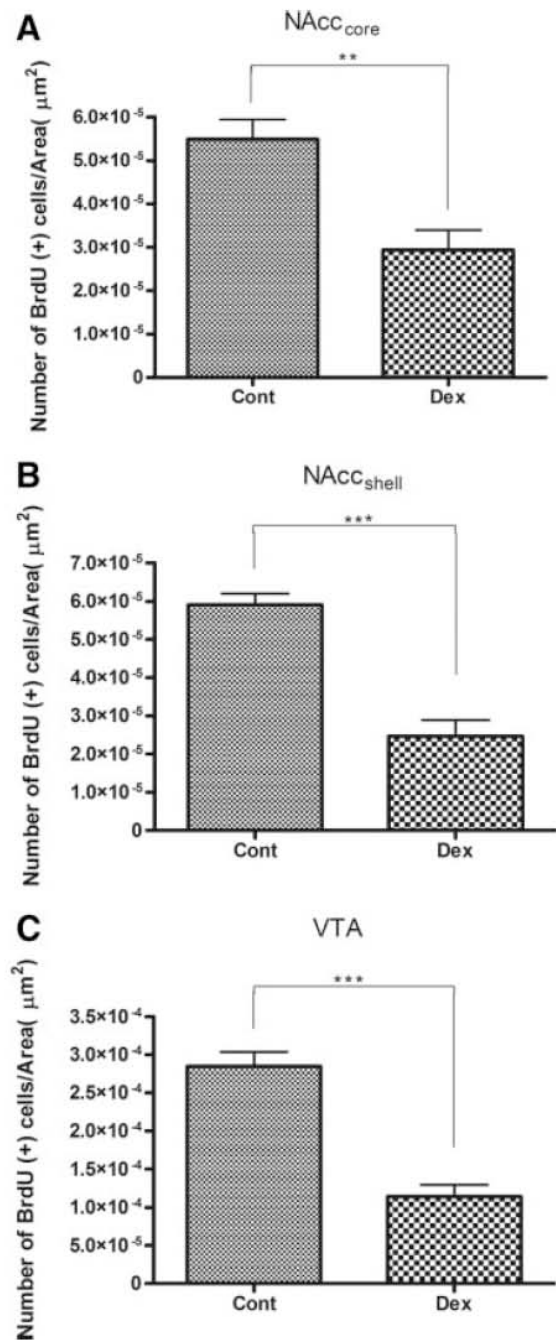 A
NAcc core
**
Number of BrdU (+) cells/Area( μm²)
6.0×10⁻⁵
5.0×10⁻⁵
4.0×10⁻⁵
3.0×10⁻⁵
2.0×10⁻⁵
1.0×10⁻⁵
0
Cont Dex
B
NAcc shell
***
Number of BrdU (+) cells/Area( μm²)
7.0×10⁻⁵
6.0×10⁻⁵
5.0×10⁻⁵
4.0×10⁻⁵
3.0×10⁻⁵
2.0×10⁻⁵
1.0×10⁻⁵
0
Cont Dex
C
VTA
***
Number of BrdU (+) cells/Area( μm²)
3.5×10⁻⁴
3.0×10⁻⁴
2.5×10⁻⁴
2.0×10⁻⁴
1.5×10⁻⁴
1.0×10⁻⁴
5.0×10⁻⁵
0
Cont Dex